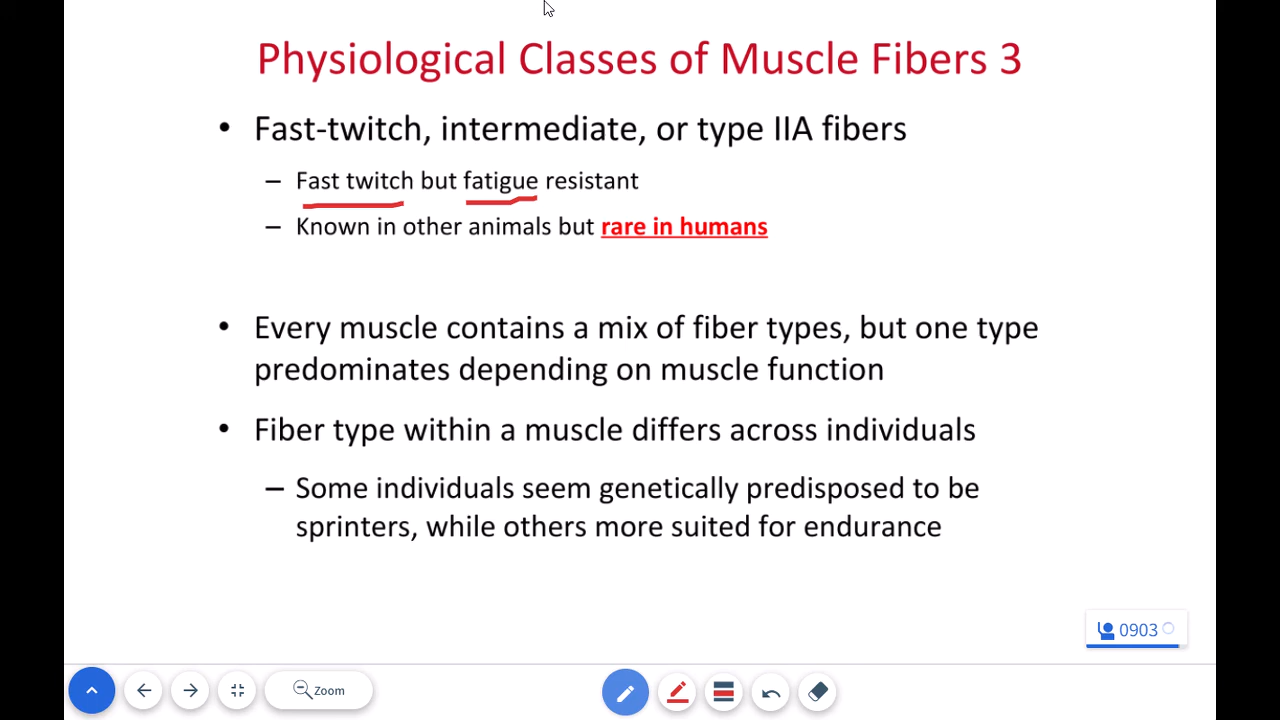 Physiological Classes of Muscle Fibers 3
• Fast-twitch, intermediate, or type IIA fibers
– Fast twitch but fatigue resistant
– Known in other animals but rare in humans
• Every muscle contains a mix of fiber types, but one type
predominates depending on muscle function
• Fiber type within a muscle differs across individuals
– Some individuals seem genetically predisposed to be
sprinters, while others more suited for endurance
0903
Zoom